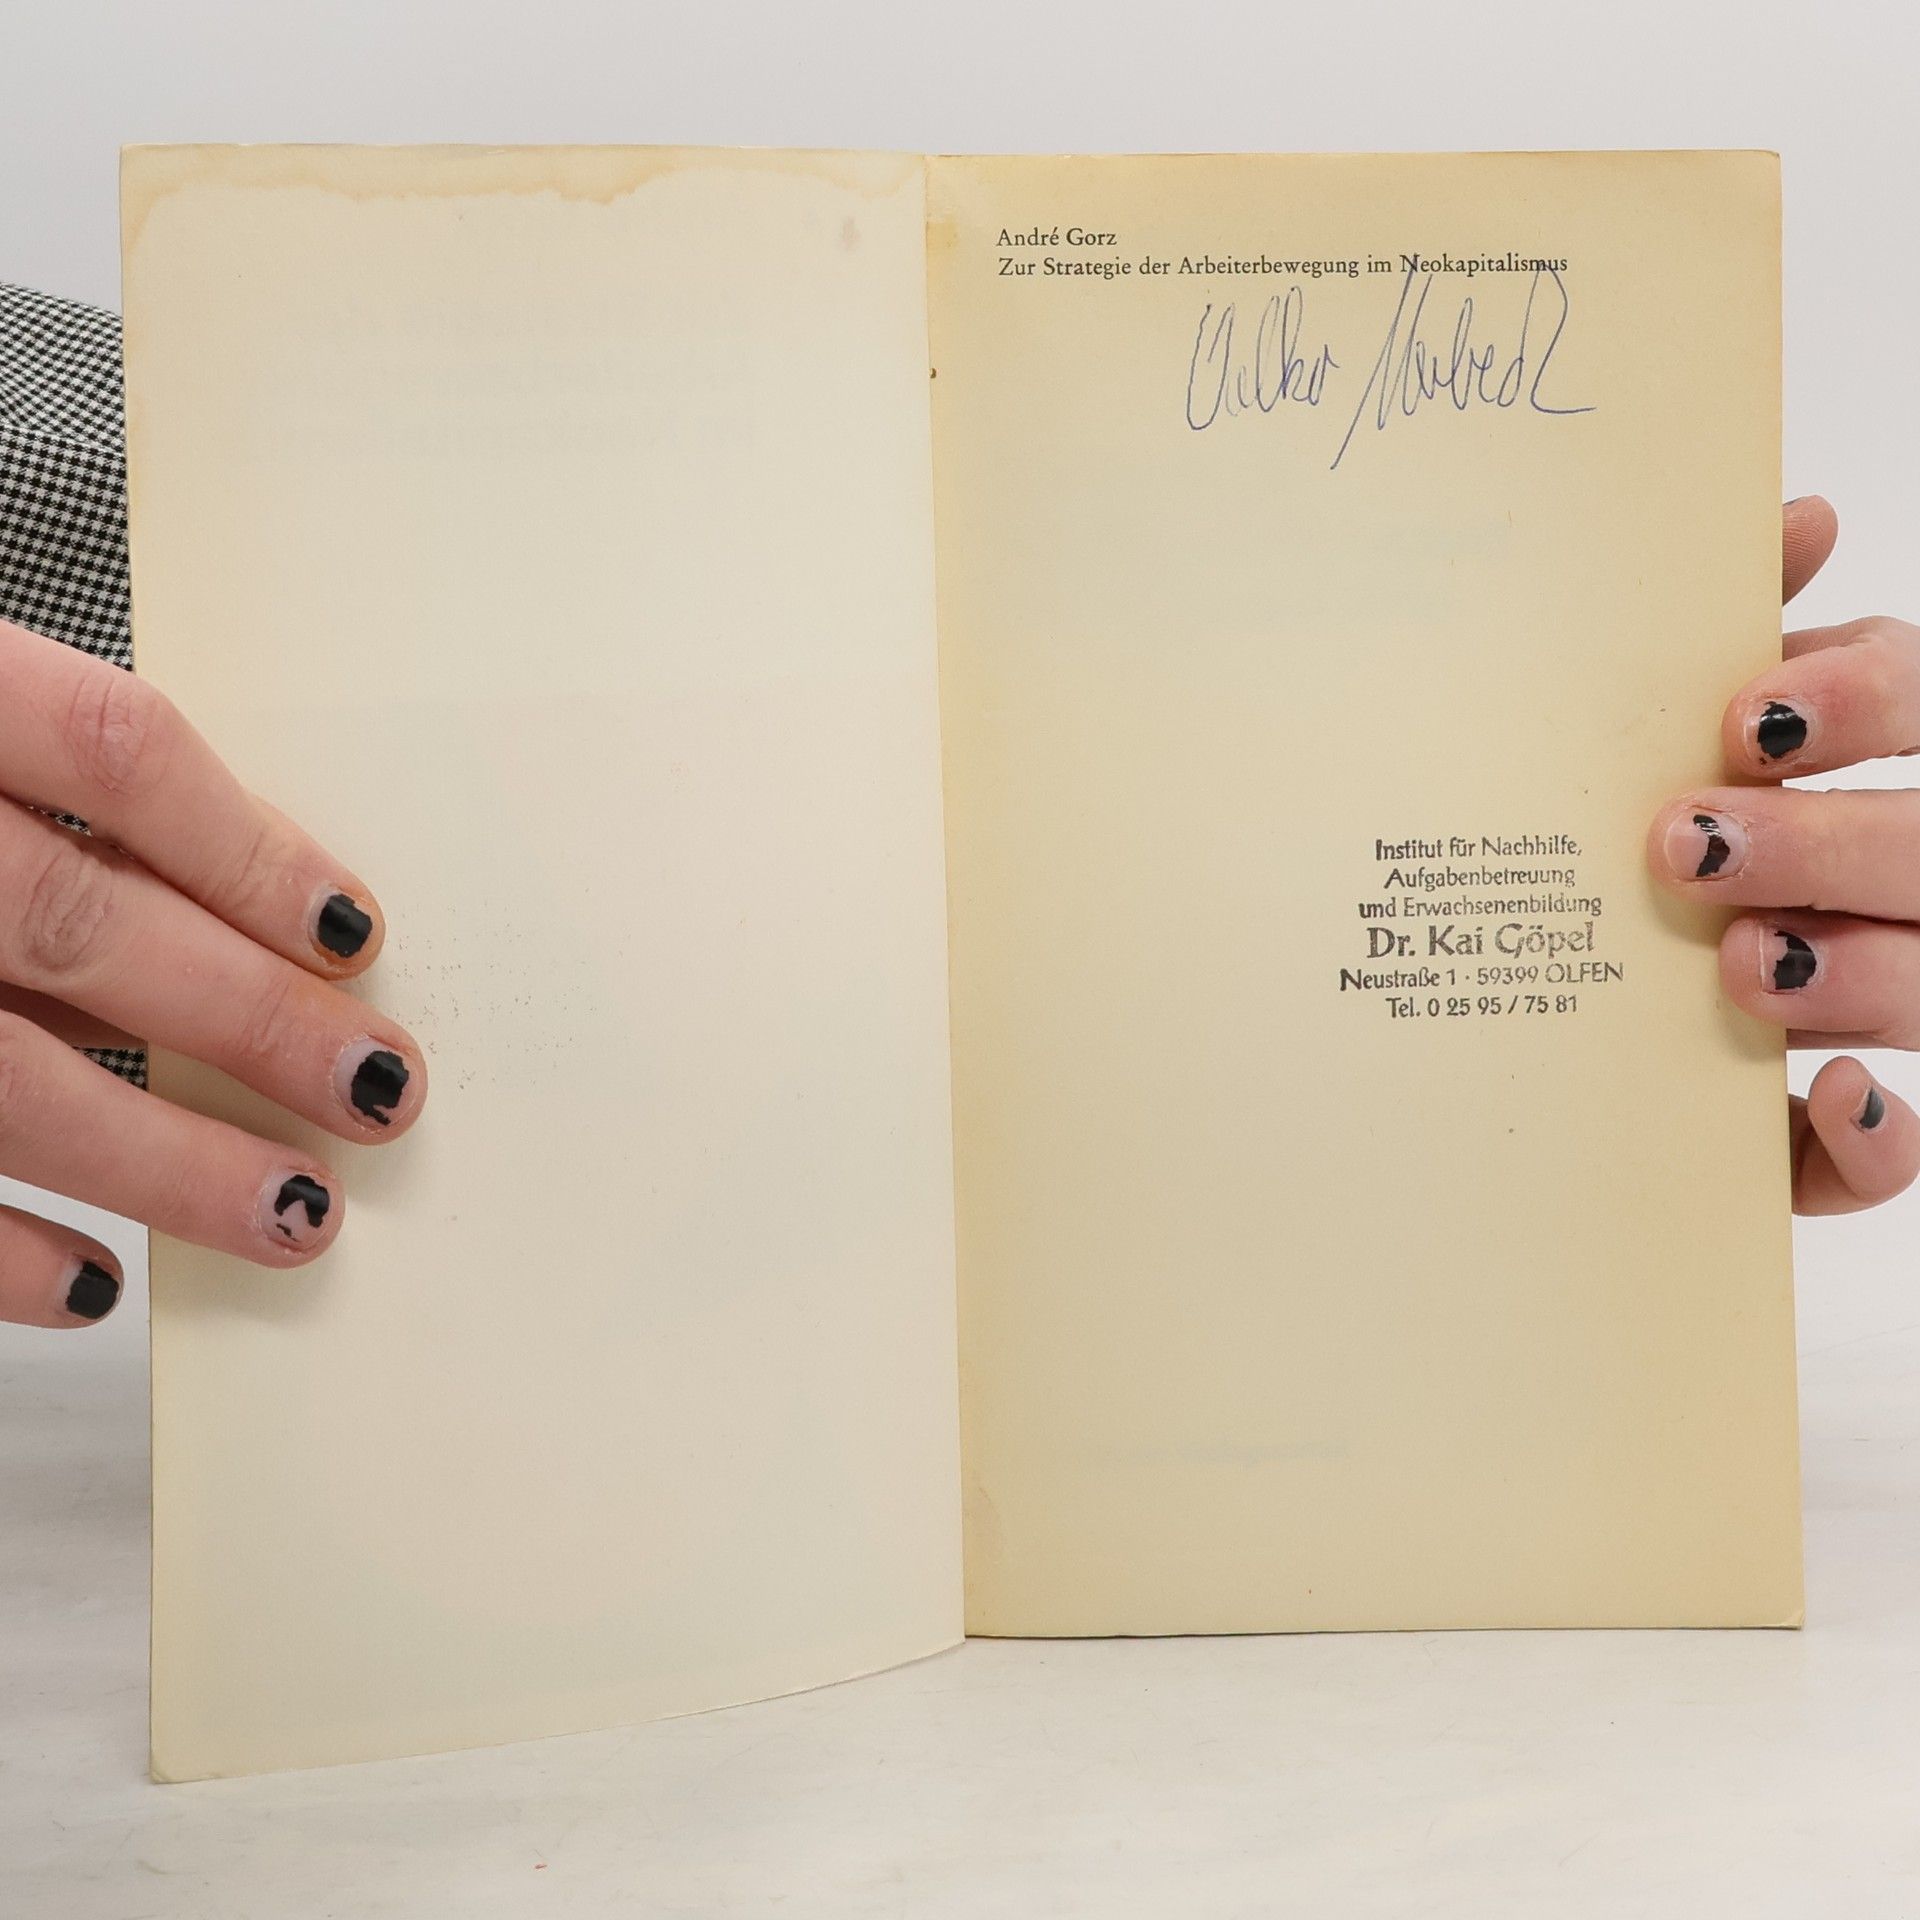 André Gorz
Zur Strategie der Arbeiterbewegung im Neokapitalismus
Institut für Nachhilfe,
Aufgabenbetreuung
und Erwachsenenbildung
Dr. Kai Göpel
Neustraße 1 · 59399 OLFEN
Tel. 0 25 95 / 75 81